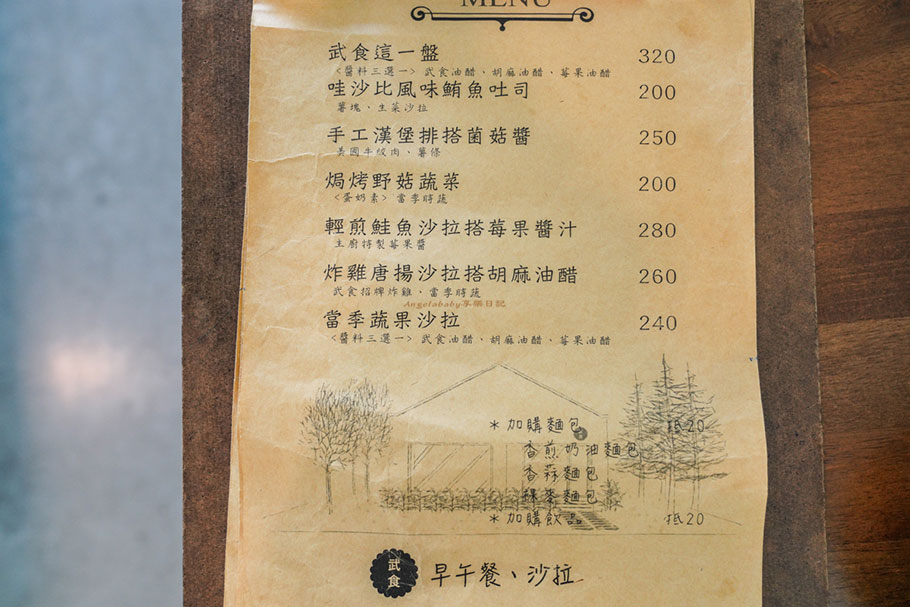 MENU
武食這一盤 320
<醬料三選一> 武食油醋、胡麻油醋、莓果油醋
哇沙比風味鮪魚吐司 200
薯塊、生菜沙拉
手工漢堡排搭菌菇醬 250
美國牛絞肉、薯條
焗烤野菇蔬菜 200
<蛋奶素> 當季時蔬
輕煎鮭魚沙拉搭莓果醬汁 280
主廚特製莓果醬
炸雞唐揚沙拉搭胡麻油醋 260
武食招牌炸雞、當季時蔬
Angelababy享樂日記
當季蔬果沙拉 240
<醬料三選一> 武食油醋、胡麻油醋、莓果油醋
*加購麵包 抵20
香煎奶油麵包
香蒜麵包
裸麥麵包
*加購飲品 抵20
武食
早午餐、沙拉